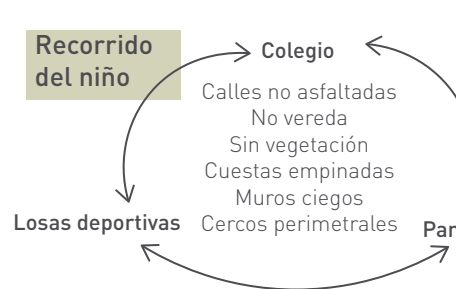 Recorrido
del niño
Colegio
Calles no asfaltadas
No vereda
Sin vegetación
Cuestas empinadas
Muros ciegos
Losas deportivas
Cercos perimetrales